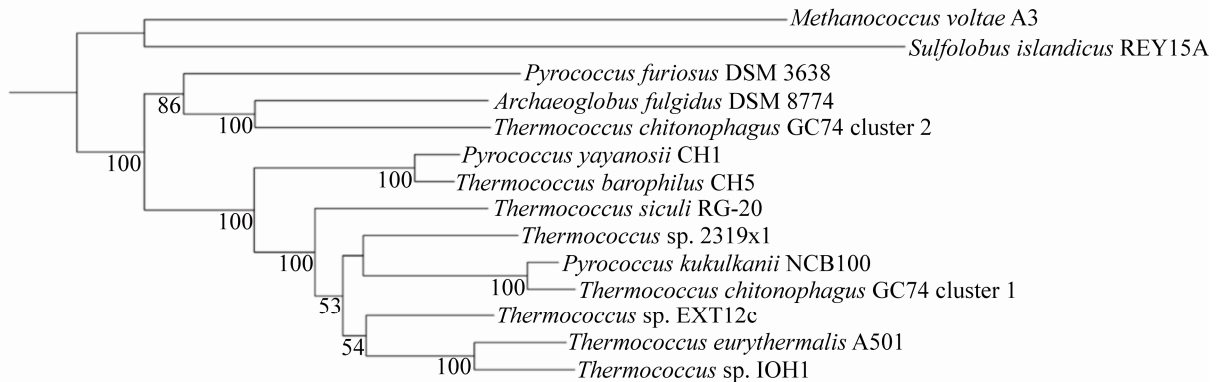 Methanococcus voltae A3
Sulfolobus islandicus REY15A
Pyrococcus furiosus DSM 3638
86
Archaeoglobus fulgidus DSM 8774
100
Thermococcus chitonophagus GC74 cluster 2
100
Pyrococcus yayanosii CH1
100
Thermococcus barophilus CH5
100
Thermococcus siculi RG-20
Thermococcus sp. 2319x1
100
Pyrococcus kukulkanii NCB100
100
Thermococcus chitonophagus GC74 cluster 1
53
Thermococcus sp. EXT12c
54
Thermococcus eurythermalis A501
100
Thermococcus sp. IOH1